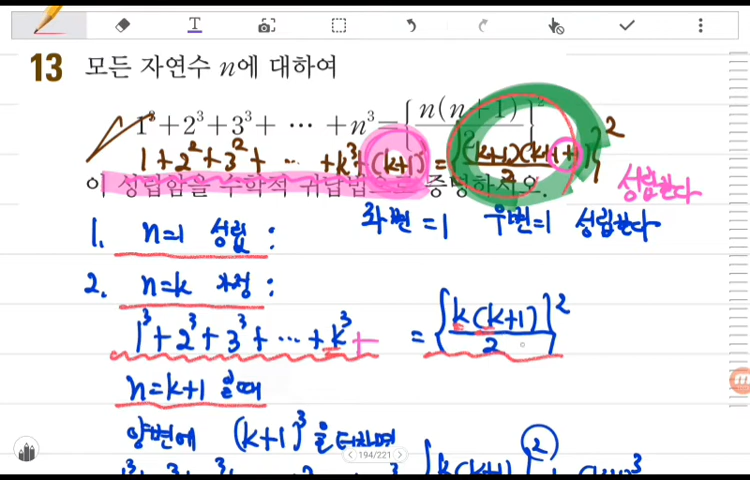 13 모든 자연수 n에 대하여
1³+2³+3³+ ⋯ +n³={n(n+1)/2}²
1+2²+3²+ ⋯ +k³+(k+1)³ = {(k+1)(k+1+1)/2}²
이 성립함을 수학적 귀납법으로 증명하시오. 성립한다
1. n=1 성립 : 좌변=1 우변=1 성립한다
2. n=k 가정 :
1³+2³+3³+ ⋯ +k³+ = {k(k+1)/2}²
n=k+1 일때
양변에 (k+1)³을 더하면
194/221